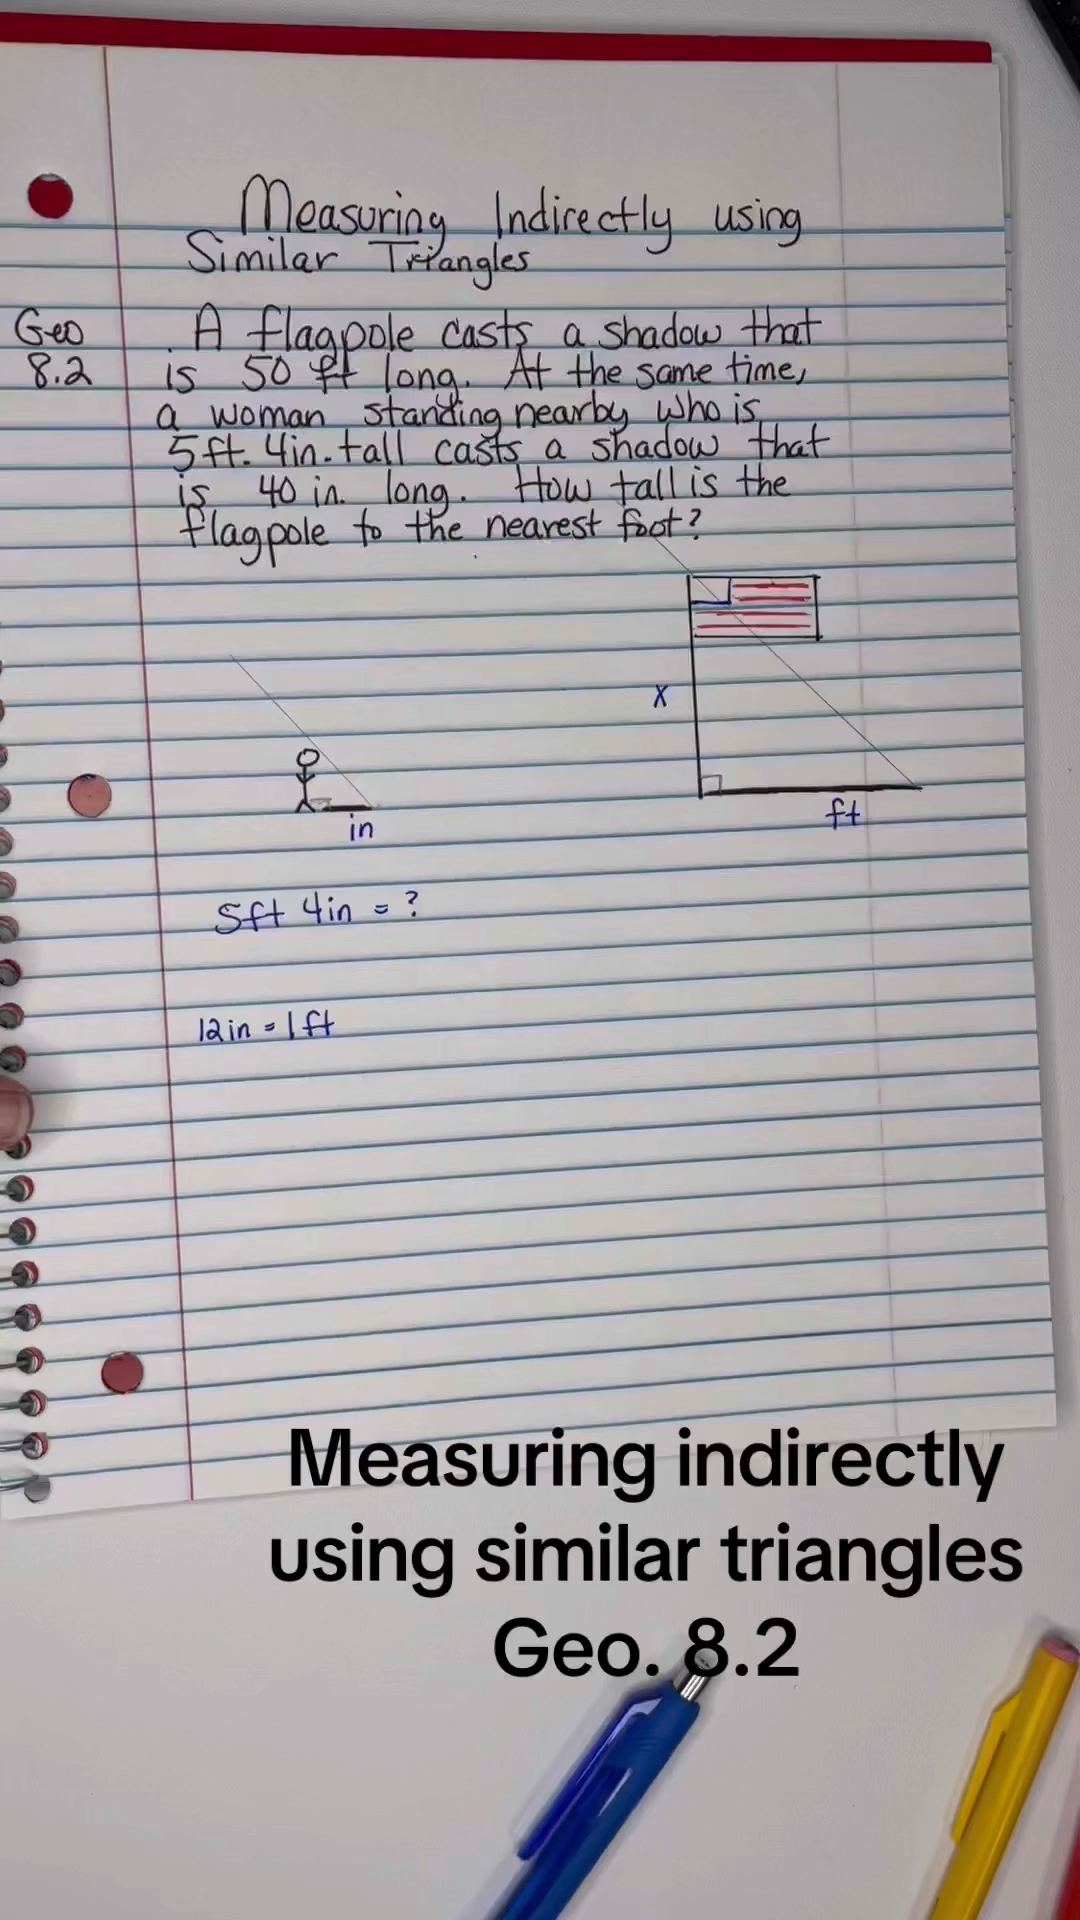 Measuring Indirectly using
Similar Triangles
Geo
8.2
A flagpole casts a shadow that
is 50 ft long. At the same time,
a woman standing nearby who is
5ft. 4in. tall casts a shadow that
is 40 in. long. How tall is the
flagpole to the nearest foot?
x
in
ft
5ft 4in = ?
12in = 1ft
Measuring indirectly
using similar triangles
Geo. 8.2